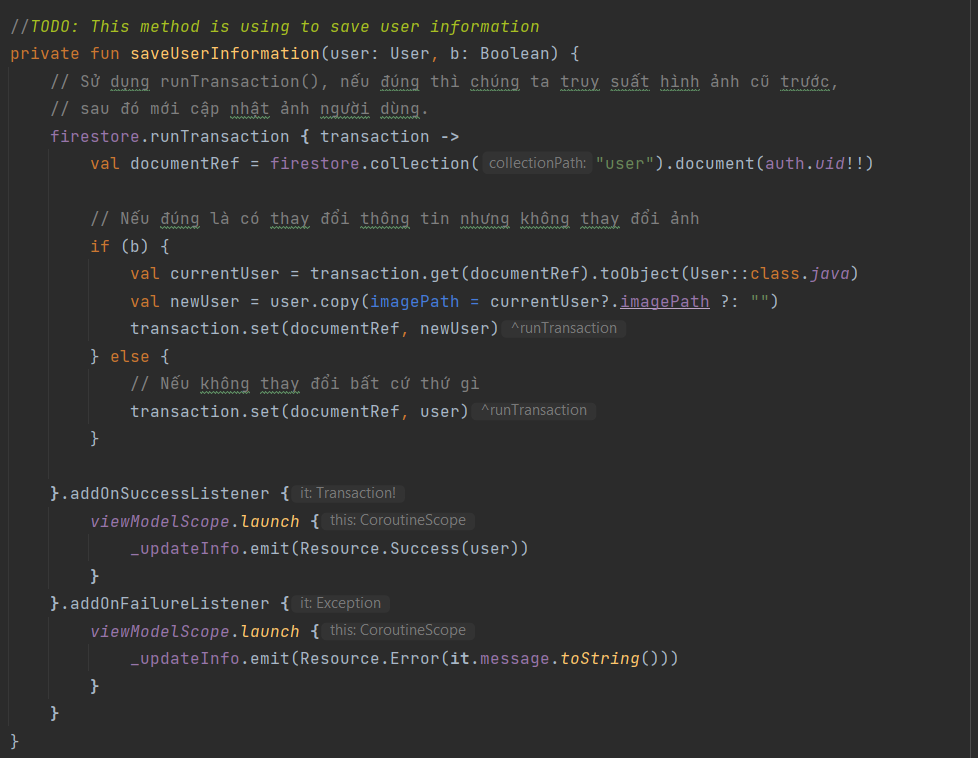 //TODO: This method is using to save user information
private fun saveUserInformation(user: User, b: Boolean) {
// Sử dụng runTransaction(), nếu đúng thì chúng ta truy suất hình ảnh cũ trước,
// sau đó mới cập nhật ảnh người dùng.
firestore.runTransaction { transaction ->
val documentRef = firestore.collection( collectionPath: "user").document(auth.uid!!)
// Nếu đúng là có thay đổi thông tin nhưng không thay đổi ảnh
if (b) {
val currentUser = transaction.get(documentRef).toObject(User::class.java)
val newUser = user.copy(imagePath = currentUser?.imagePath ?: "")
transaction.set(documentRef, newUser) ^runTransaction
} else {
// Nếu không thay đổi bất cứ thứ gì
transaction.set(documentRef, user) ^runTransaction
}
}.addOnSuccessListener { it: Transaction!
viewModelScope.launch { this: CoroutineScope
_updateInfo.emit(Resource.Success(user))
}
}.addOnFailureListener { it: Exception
viewModelScope.launch { this: CoroutineScope
_updateInfo.emit(Resource.Error(it.message.toString()))
}
}
}